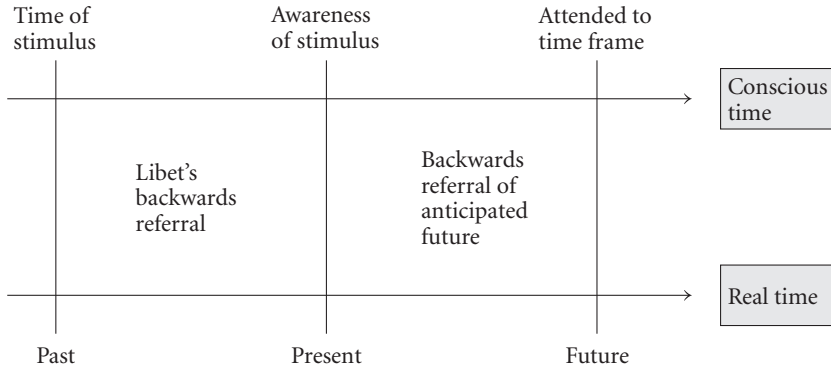 Time of
stimulus
Awareness
of stimulus
Attended to
time frame
Conscious
time
Libet's
backwards
referral
Backwards
referral of
anticipated
future
Real time
Past
Present
Future